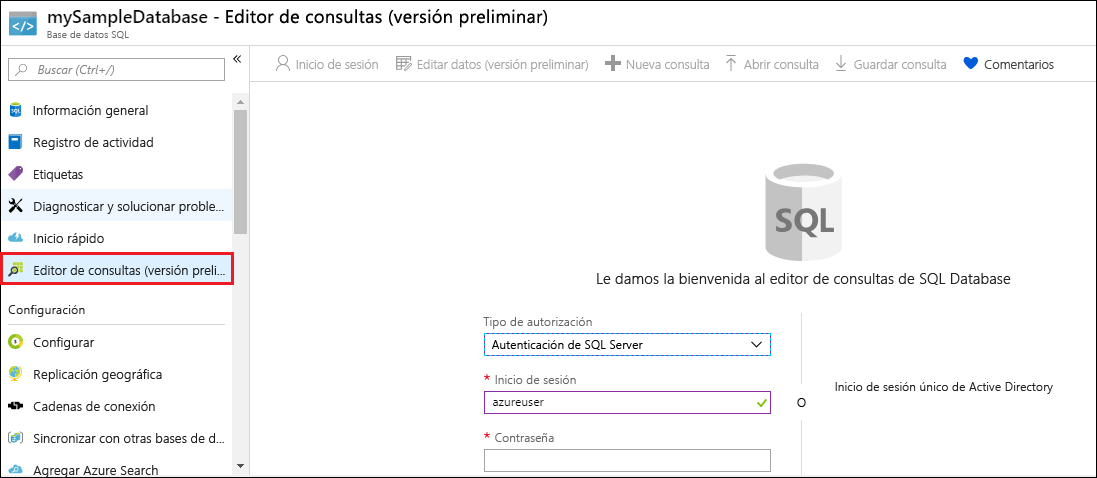 mySampleDatabase - Editor de consultas (versión preliminar)
Base de datos SQL
Buscar (Ctrl+/)
«
Información general
Registro de actividad
Etiquetas
Diagnosticar y solucionar proble...
Inicio rápido
Editor de consultas (versión preli...
Configuración
Configurar
Replicación geográfica
Cadenas de conexión
Sincronizar con otras bases de d...
Agregar Azure Search
Inicio de sesión
Editar datos (versión preliminar)
Nueva consulta
Abrir consulta
Guardar consulta
Comentarios
SQL
Le damos la bienvenida al editor de consultas de SQL Database
Tipo de autorización
Autenticación de SQL Server
* Inicio de sesión
azureuser
* Contraseña
O
Inicio de sesión único de Active Directory